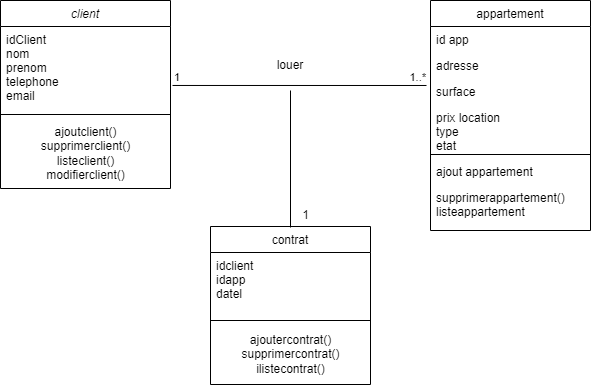 client
idClient
nom
prenom
telephone
email
ajoutclient()
supprimerclient()
listeclient()
modifierclient()
louer
1
1..*
appartement
id app
adresse
surface
prix location
type
etat
ajout appartement
supprimerappartement()
listeappartement
1
contrat
idclient
idapp
datel
ajoutercontrat()
supprimercontrat()
ilistecontrat()